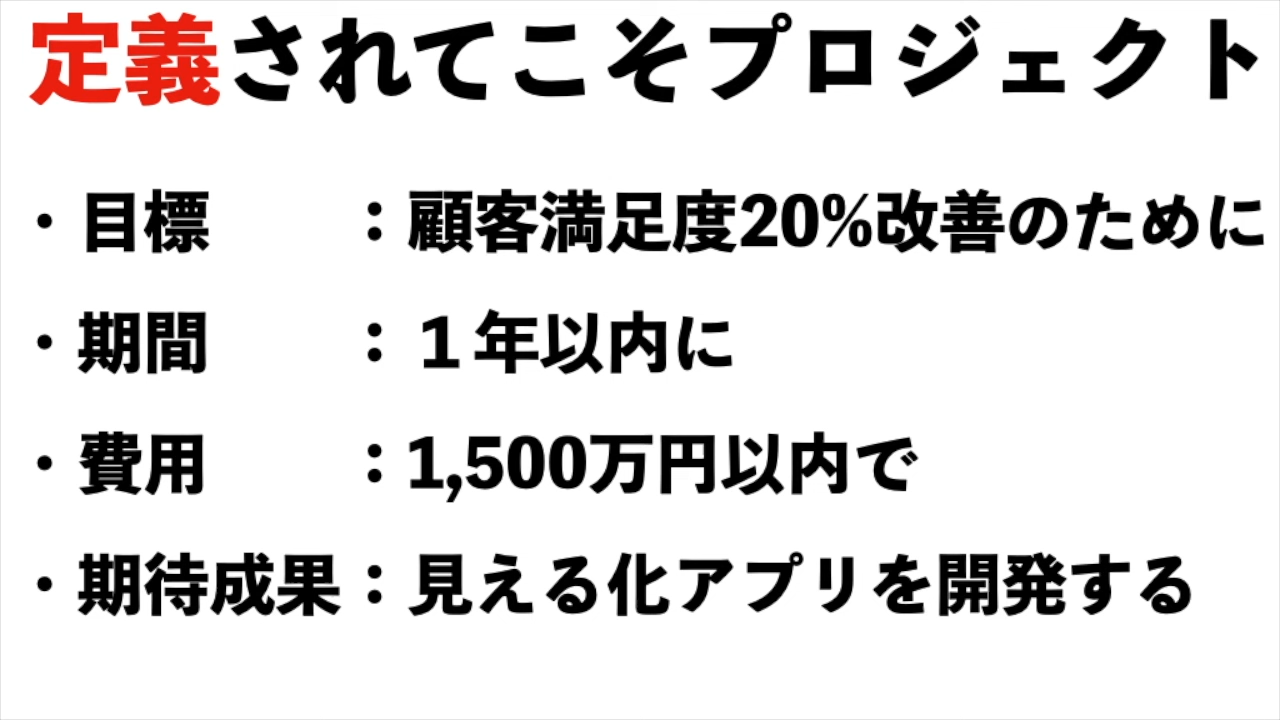 定義されてこそプロジェクト
・目標　　：顧客満足度20%改善のために
・期間　　：１年以内に
・費用　　：1,500万円以内で
・期待成果：見える化アプリを開発する